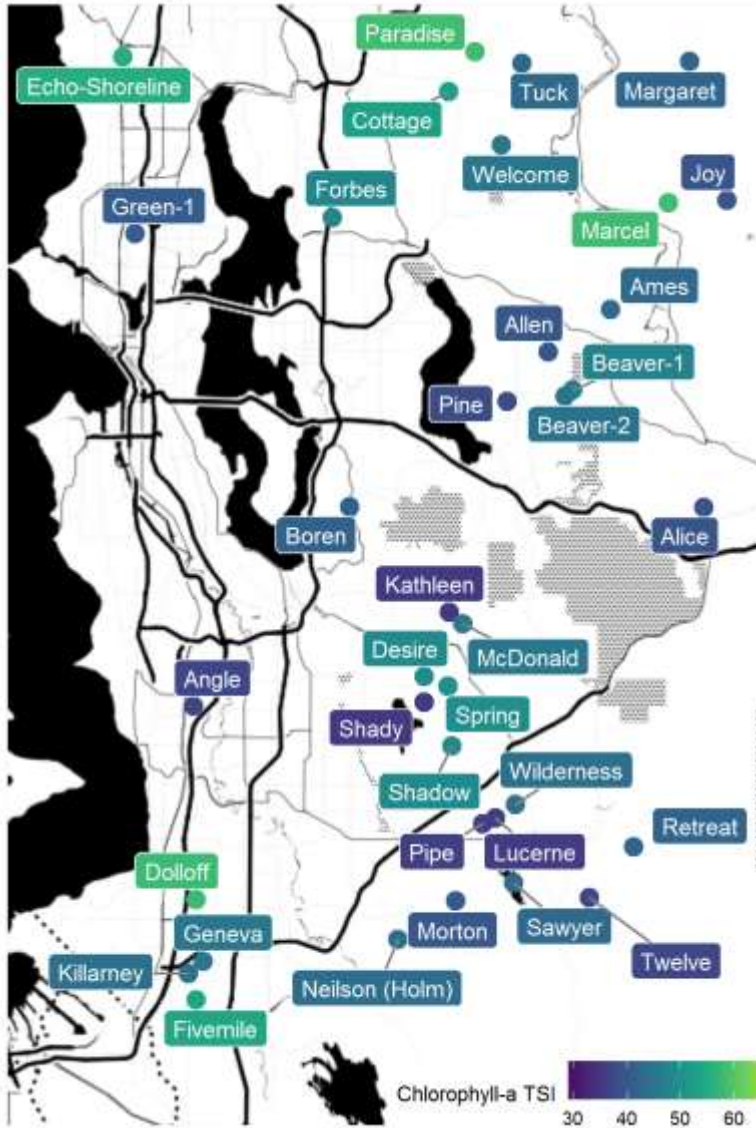 Paradise
Echo-Shoreline
Tuck
Margaret
Cottage
Welcome
Joy
Forbes
Green-1
Marcel
Ames
Allen
Beaver-1
Pine
Beaver-2
Boren
Alice
Kathleen
Desire
McDonald
Angle
Shady
Spring
Wilderness
Shadow
Retreat
Pipe
Lucerne
Dolloff
Geneva
Morton
Sawyer
Killarney
Twelve
Neilson (Holm)
Fivemile
Chlorophyll-a TSI
30 40 50 60